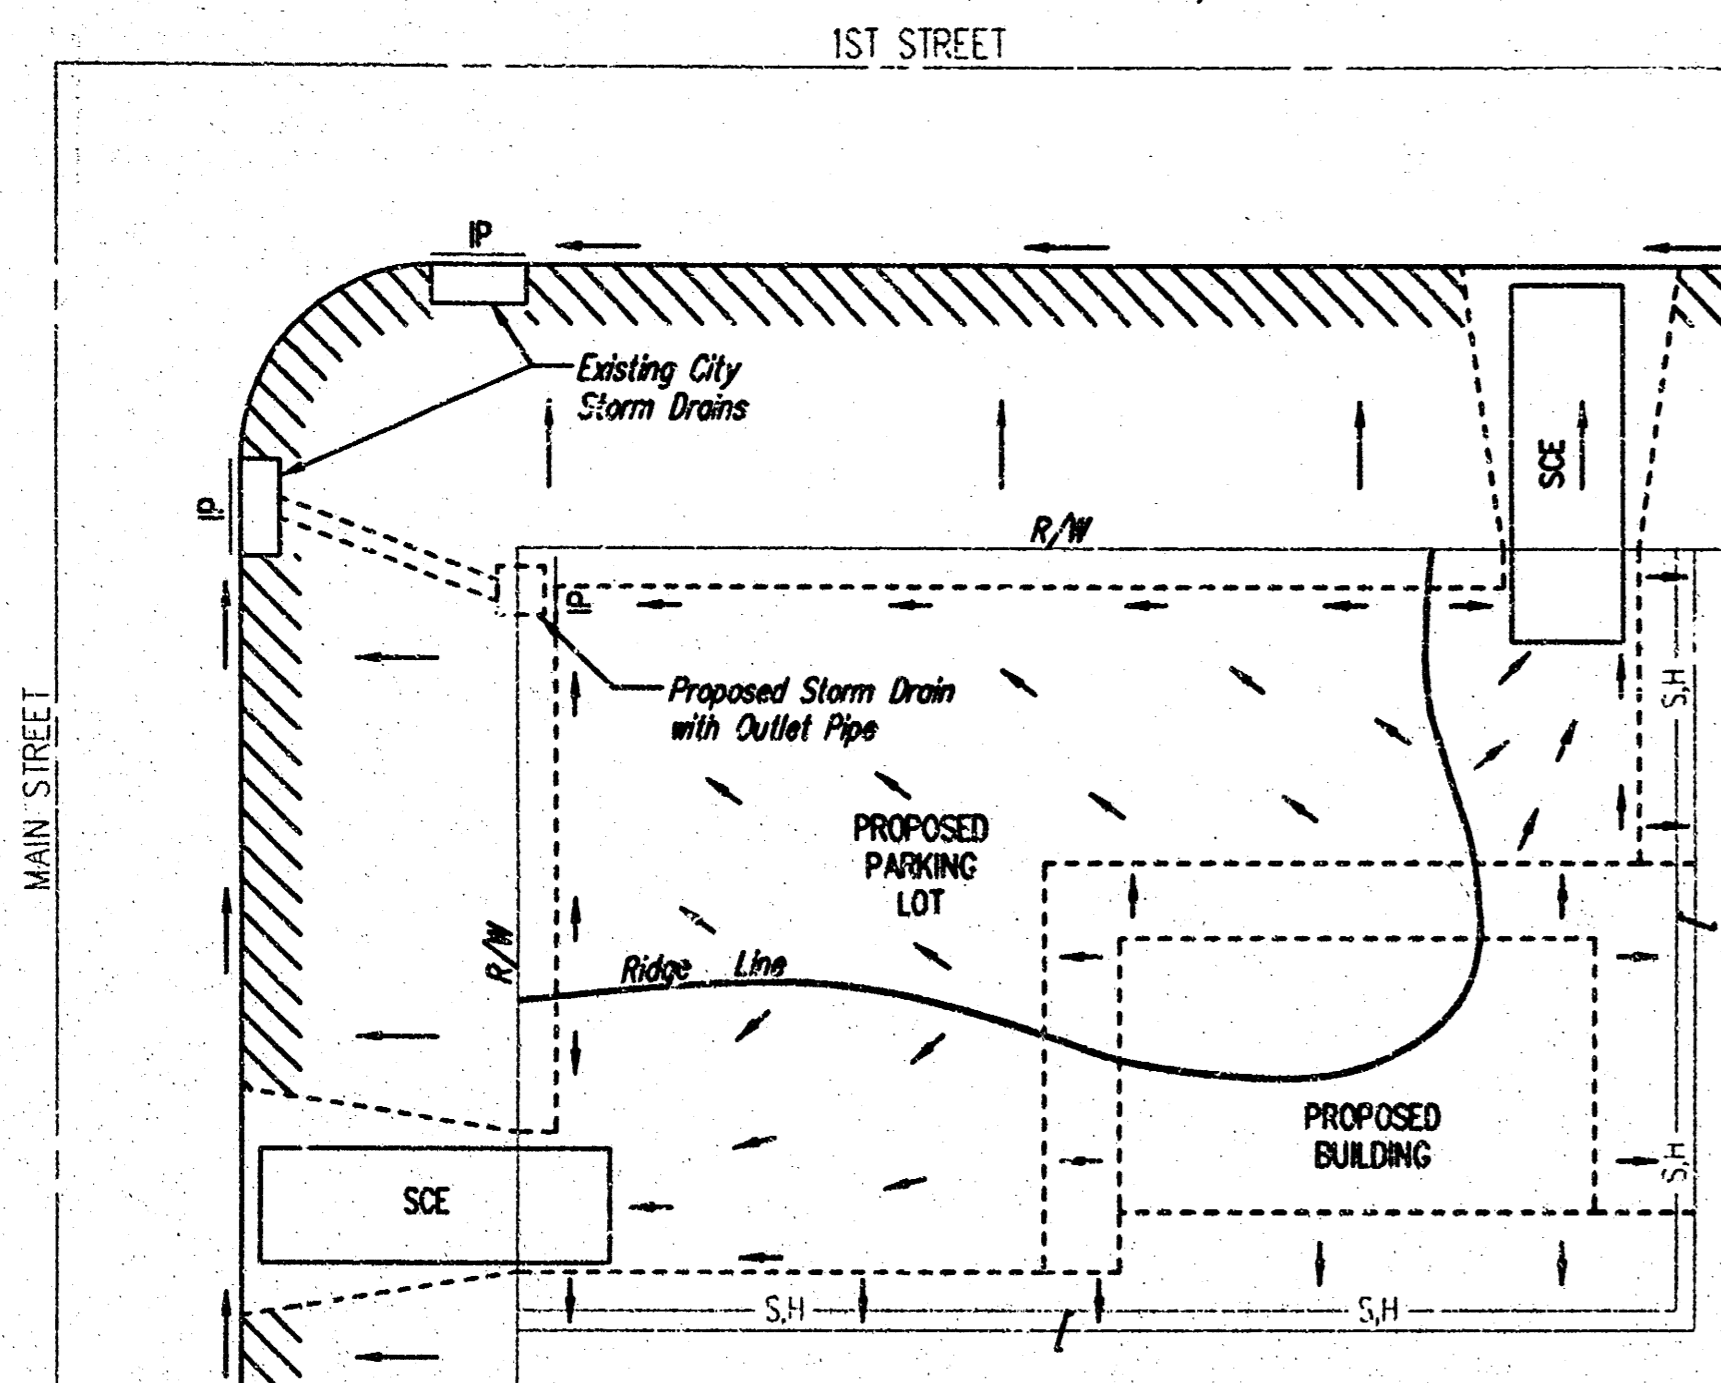 1ST STREET
IP
Existing City
Storm Drains
SCE
IP
R/W
IP
Proposed Storm Drain
with Outlet Pipe
S,H
MAIN STREET
PROPOSED
PARKING
LOT
R/W
Ridge Line
PROPOSED
BUILDING
S,H
SCE
S,H
S,H